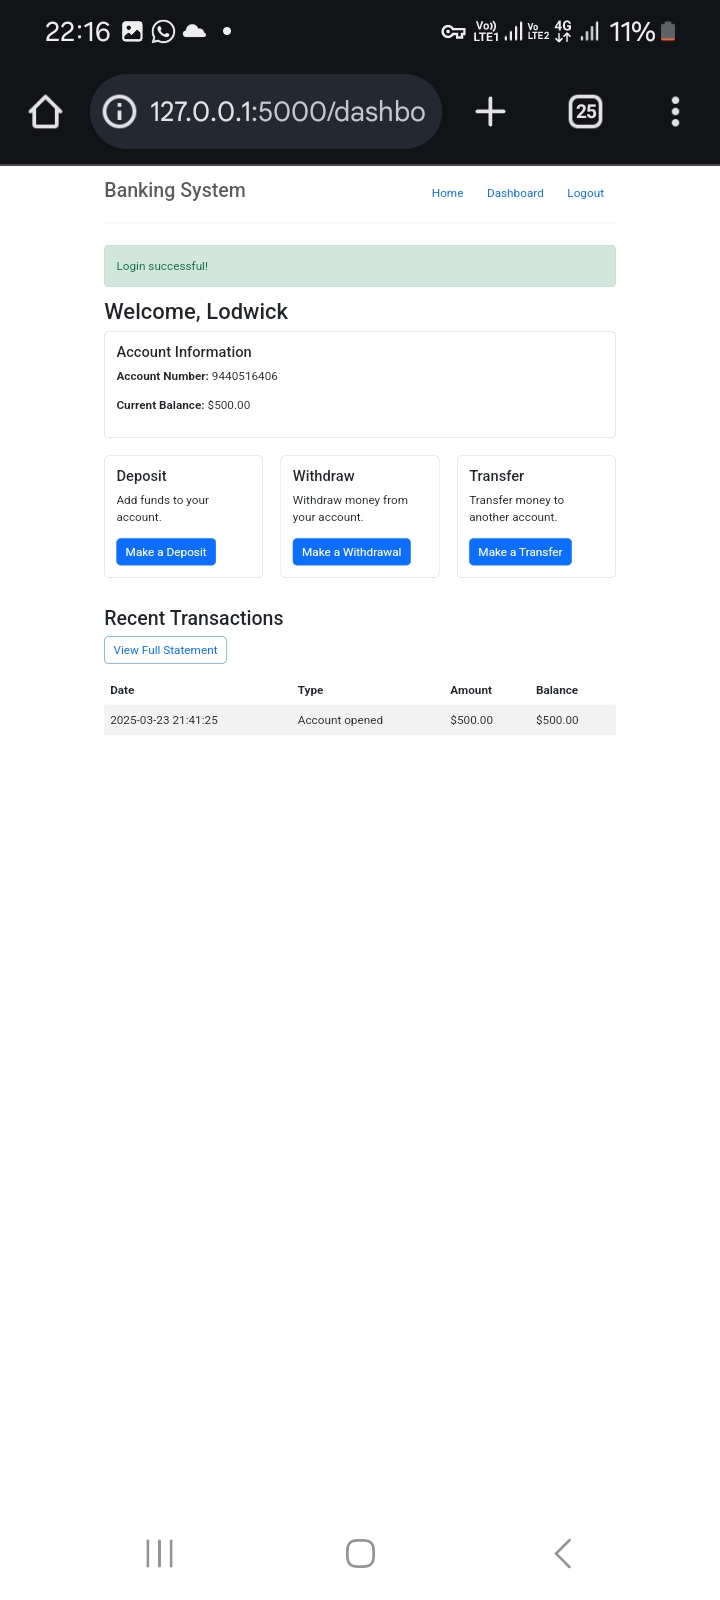 22:16
Vo)) LTE1 Vo LTE2 4G 11%
127.0.0.1:5000/dashbo
25
Banking System
Home Dashboard Logout
Login successful!
Welcome, Lodwick
Account Information
Account Number: 9440516406
Current Balance: $500.00
Deposit
Add funds to your
account.
Make a Deposit
Withdraw
Withdraw money from
your account.
Make a Withdrawal
Transfer
Transfer money to
another account.
Make a Transfer
Recent Transactions
View Full Statement
Date Type Amount Balance
2025-03-23 21:41:25 Account opened $500.00 $500.00